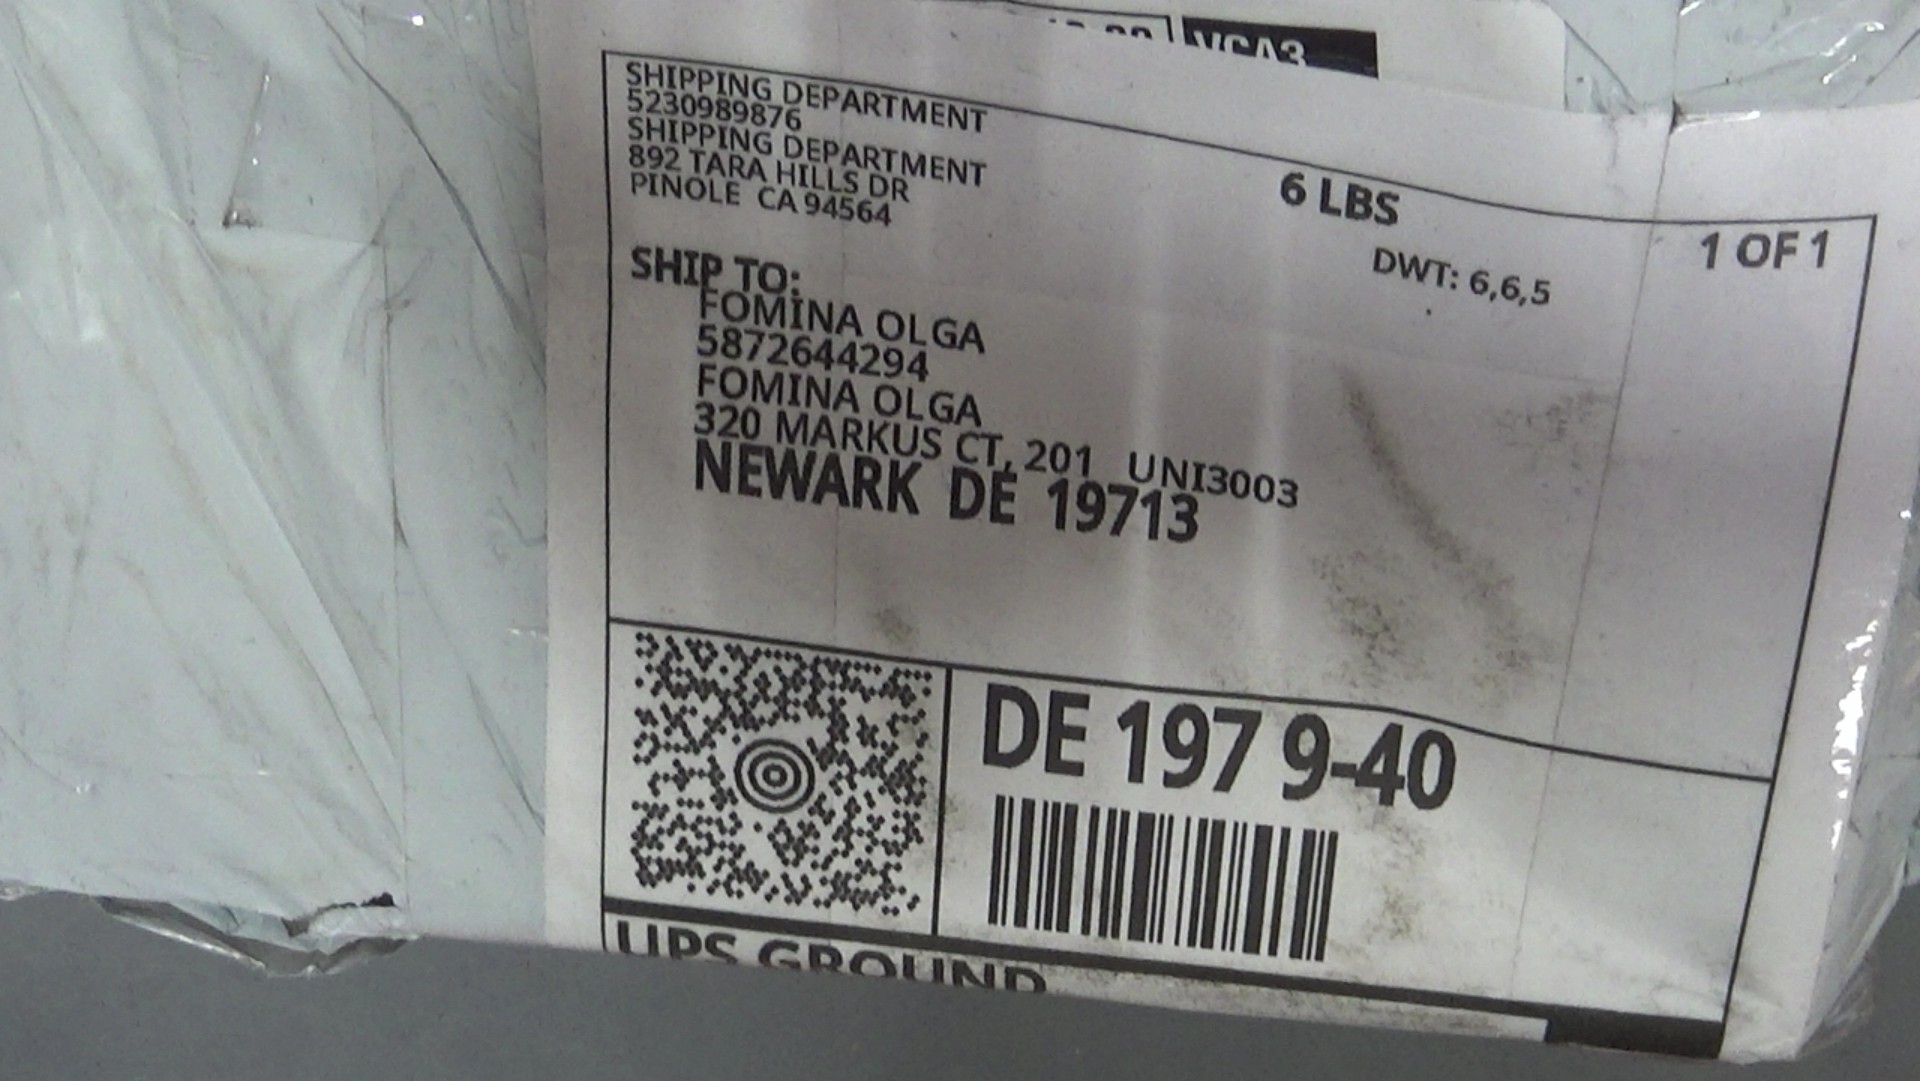 SHIPPING DEPARTMENT
5230989876
SHIPPING DEPARTMENT
892 TARA HILLS DR
PINOLE CA 94564
6 LBS
1 OF 1
DWT: 6,6,5
SHIP TO:
FOMINA OLGA
5872644294
FOMINA OLGA
320 MARKUS CT, 201 UNI3003
NEWARK DE 19713
DE 197 9-40
UPS GROUND